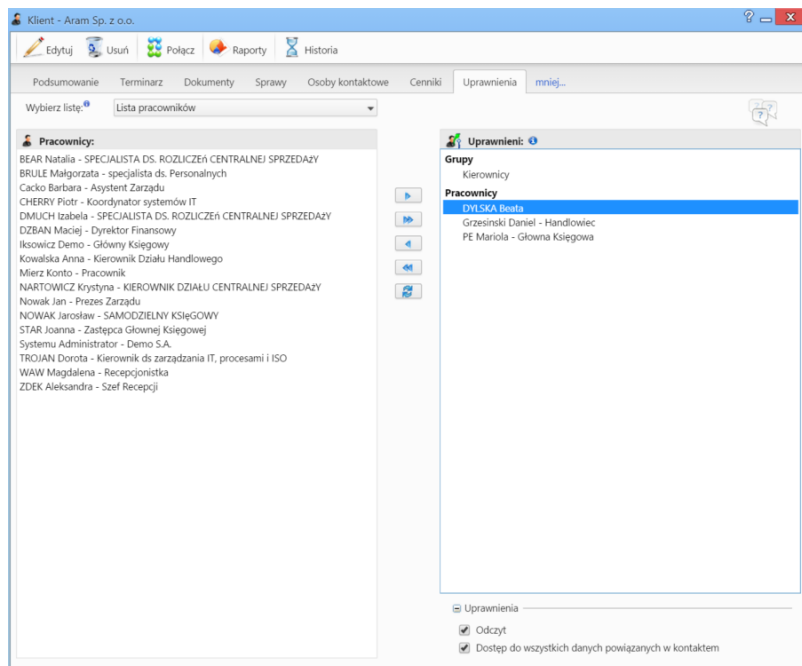 Klient - Aram Sp. z o.o.
Edytuj Usuń Połącz Raporty Historia
Podsumowanie Terminarz Dokumenty Sprawy Osoby kontaktowe Cenniki Uprawnienia mniej...
Wybierz listę: Lista pracowników
Pracownicy:
BEAR Natalia - SPECJALISTA DS. ROZLICZEń CENTRALNEJ SPRZEDAżY
BRULE Małgorzata - specjalista ds. Personalnych
Cacko Barbara - Asystent Zarządu
CHERRY Piotr - Koordynator systemów IT
DMUCH Izabela - SPECJALISTA DS. ROZLICZEń CENTRALNEJ SPRZEDAżY
DZBAN Maciej - Dyrektor Finansowy
Iksowicz Demo - Główny Księgowy
Kowalska Anna - Kierownik Działu Handlowego
Mierz Konto - Pracownik
NARTOWICZ Krystyna - KIEROWNIK DZIAŁU CENTRALNEJ SPRZEDAżY
Nowak Jan - Prezes Zarządu
NOWAK Jarosław - SAMODZIELNY KSIęGOWY
STAR Joanna - Zastępca Głownej Księgowej
Systemu Administrator - Demo S.A.
TROJAN Dorota - Kierownik ds zarządzania IT, procesami i ISO
WAW Magdalena - Recepcjonistka
ZDEK Aleksandra - Szef Recepcji
Uprawnieni:
Grupy
Kierownicy
Pracownicy
DYLSKA Beata
Grzesinski Daniel - Handlowiec
PE Mariola - Głowna Księgowa
Uprawnienia
Odczyt
Dostęp do wszystkich danych powiązanych w kontaktem